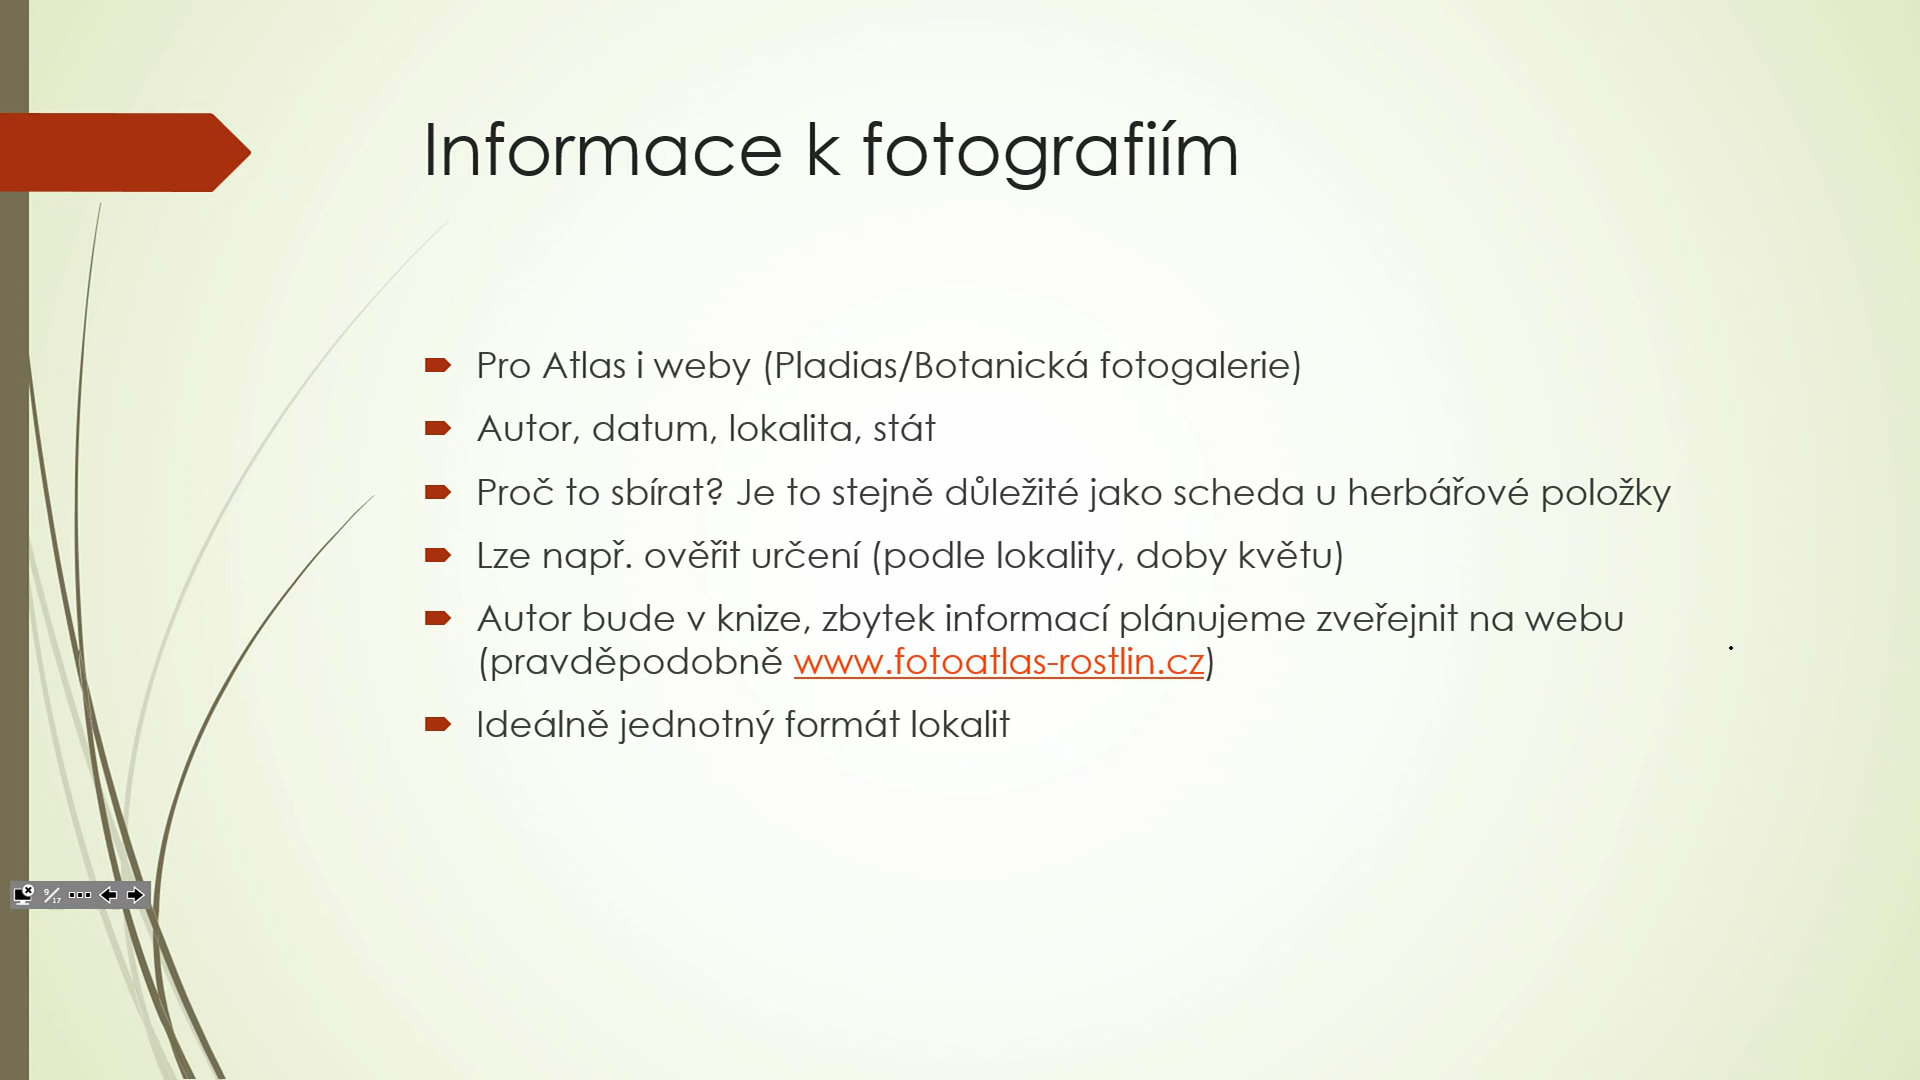 Informace k fotografiím
Pro Atlas i weby (Pladias/Botanická fotogalerie)
Autor, datum, lokalita, stát
Proč to sbírat? Je to stejně důležité jako scheda u herbářové položky
Lze např. ověřit určení (podle lokality, doby květu)
Autor bude v knize, zbytek informací plánujeme zveřejnit na webu
(pravděpodobně www.fotoatlas-rostlin.cz)
Ideálně jednotný formát lokalit
9/17